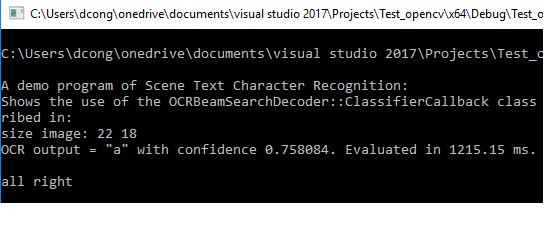 C:\Users\dcong\onedrive\documents\visual studio 2017\Projects\Test_opencv\x64\Debug\Test_o
C:\Users\dcong\onedrive\documents\visual studio 2017\Projects\Test_o
A demo program of Scene Text Character Recognition:
Shows the use of the OCRBeamSearchDecoder::ClassifierCallback class
ribed in:
size image: 22 18
OCR output = "a" with confidence 0.758084. Evaluated in 1215.15 ms.
all right